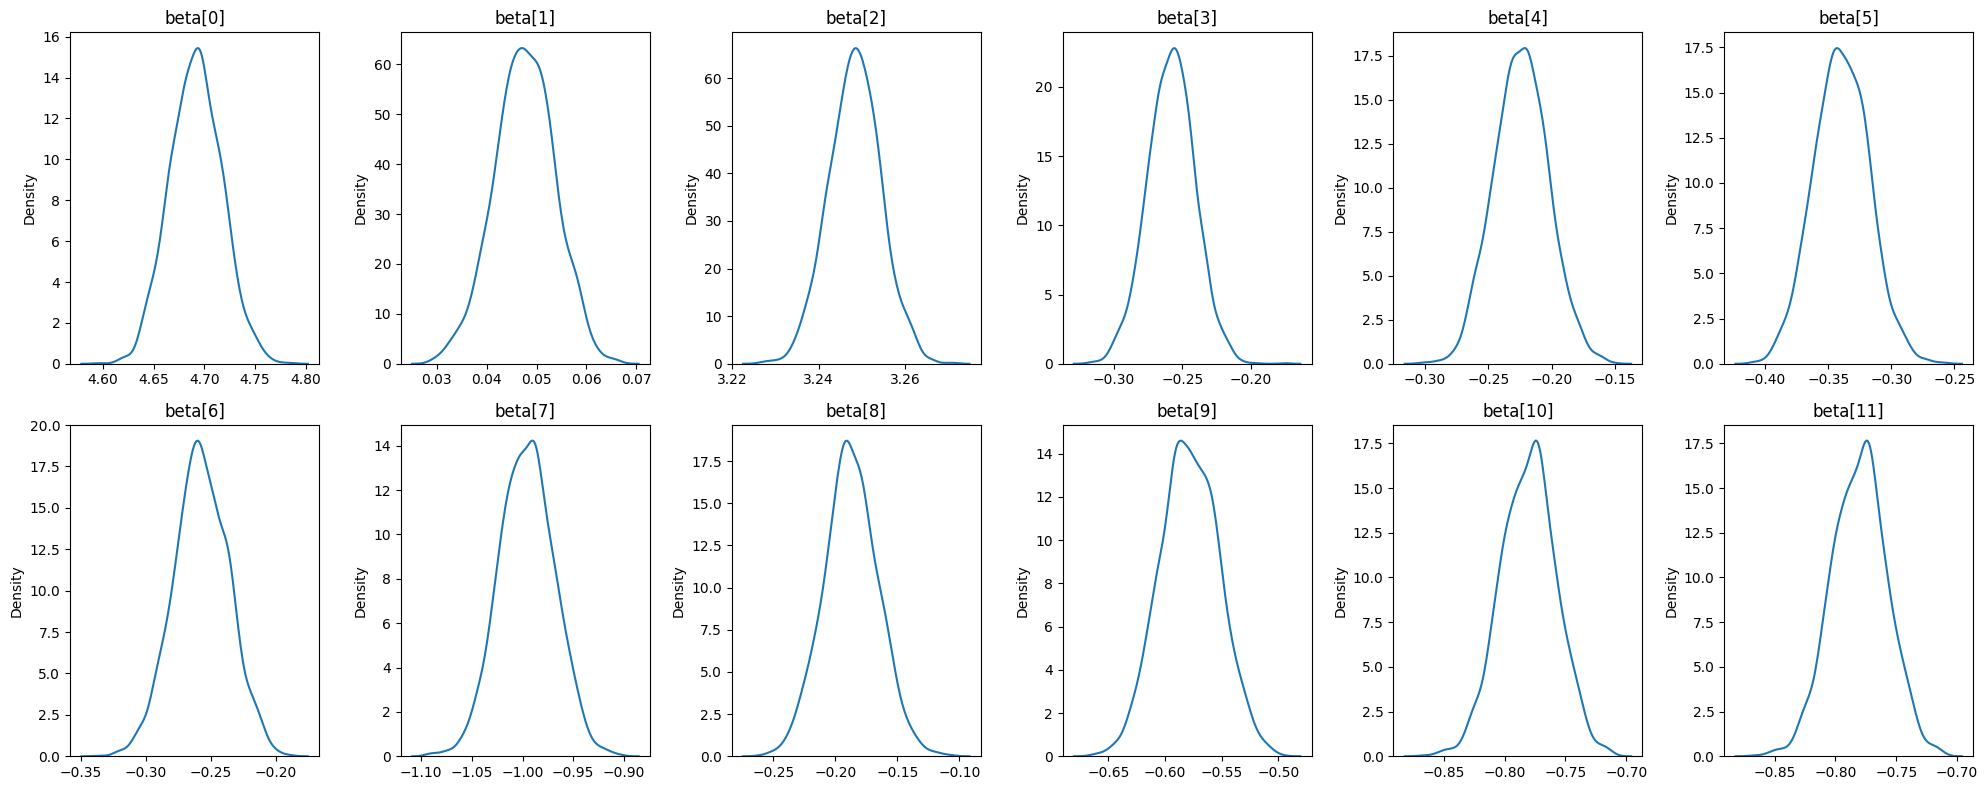 beta[0] beta[1] beta[2] beta[3] beta[4] beta[5]
Density Density Density Density Density Density
16 14 12 10 8 6 4 2 0
60 50 40 30 20 10 0
60 50 40 30 20 10 0
20 15 10 5 0
17.5 15.0 12.5 10.0 7.5 5.0 2.5 0.0
17.5 15.0 12.5 10.0 7.5 5.0 2.5 0.0
4.60 4.65 4.70 4.75 4.80
0.03 0.04 0.05 0.06 0.07
3.22 3.24 3.26
−0.30 −0.25 −0.20
−0.30 −0.25 −0.20 −0.15
−0.40 −0.35 −0.30 −0.25
beta[6] beta[7] beta[8] beta[9] beta[10] beta[11]
Density Density Density Density Density Density
20.0 17.5 15.0 12.5 10.0 7.5 5.0 2.5 0.0
14 12 10 8 6 4 2 0
17.5 15.0 12.5 10.0 7.5 5.0 2.5 0.0
14 12 10 8 6 4 2 0
17.5 15.0 12.5 10.0 7.5 5.0 2.5 0.0
17.5 15.0 12.5 10.0 7.5 5.0 2.5 0.0
−0.35 −0.30 −0.25 −0.20
−1.10 −1.05 −1.00 −0.95 −0.90
−0.25 −0.20 −0.15 −0.10
−0.65 −0.60 −0.55 −0.50
−0.85 −0.80 −0.75 −0.70
−0.85 −0.80 −0.75 −0.70